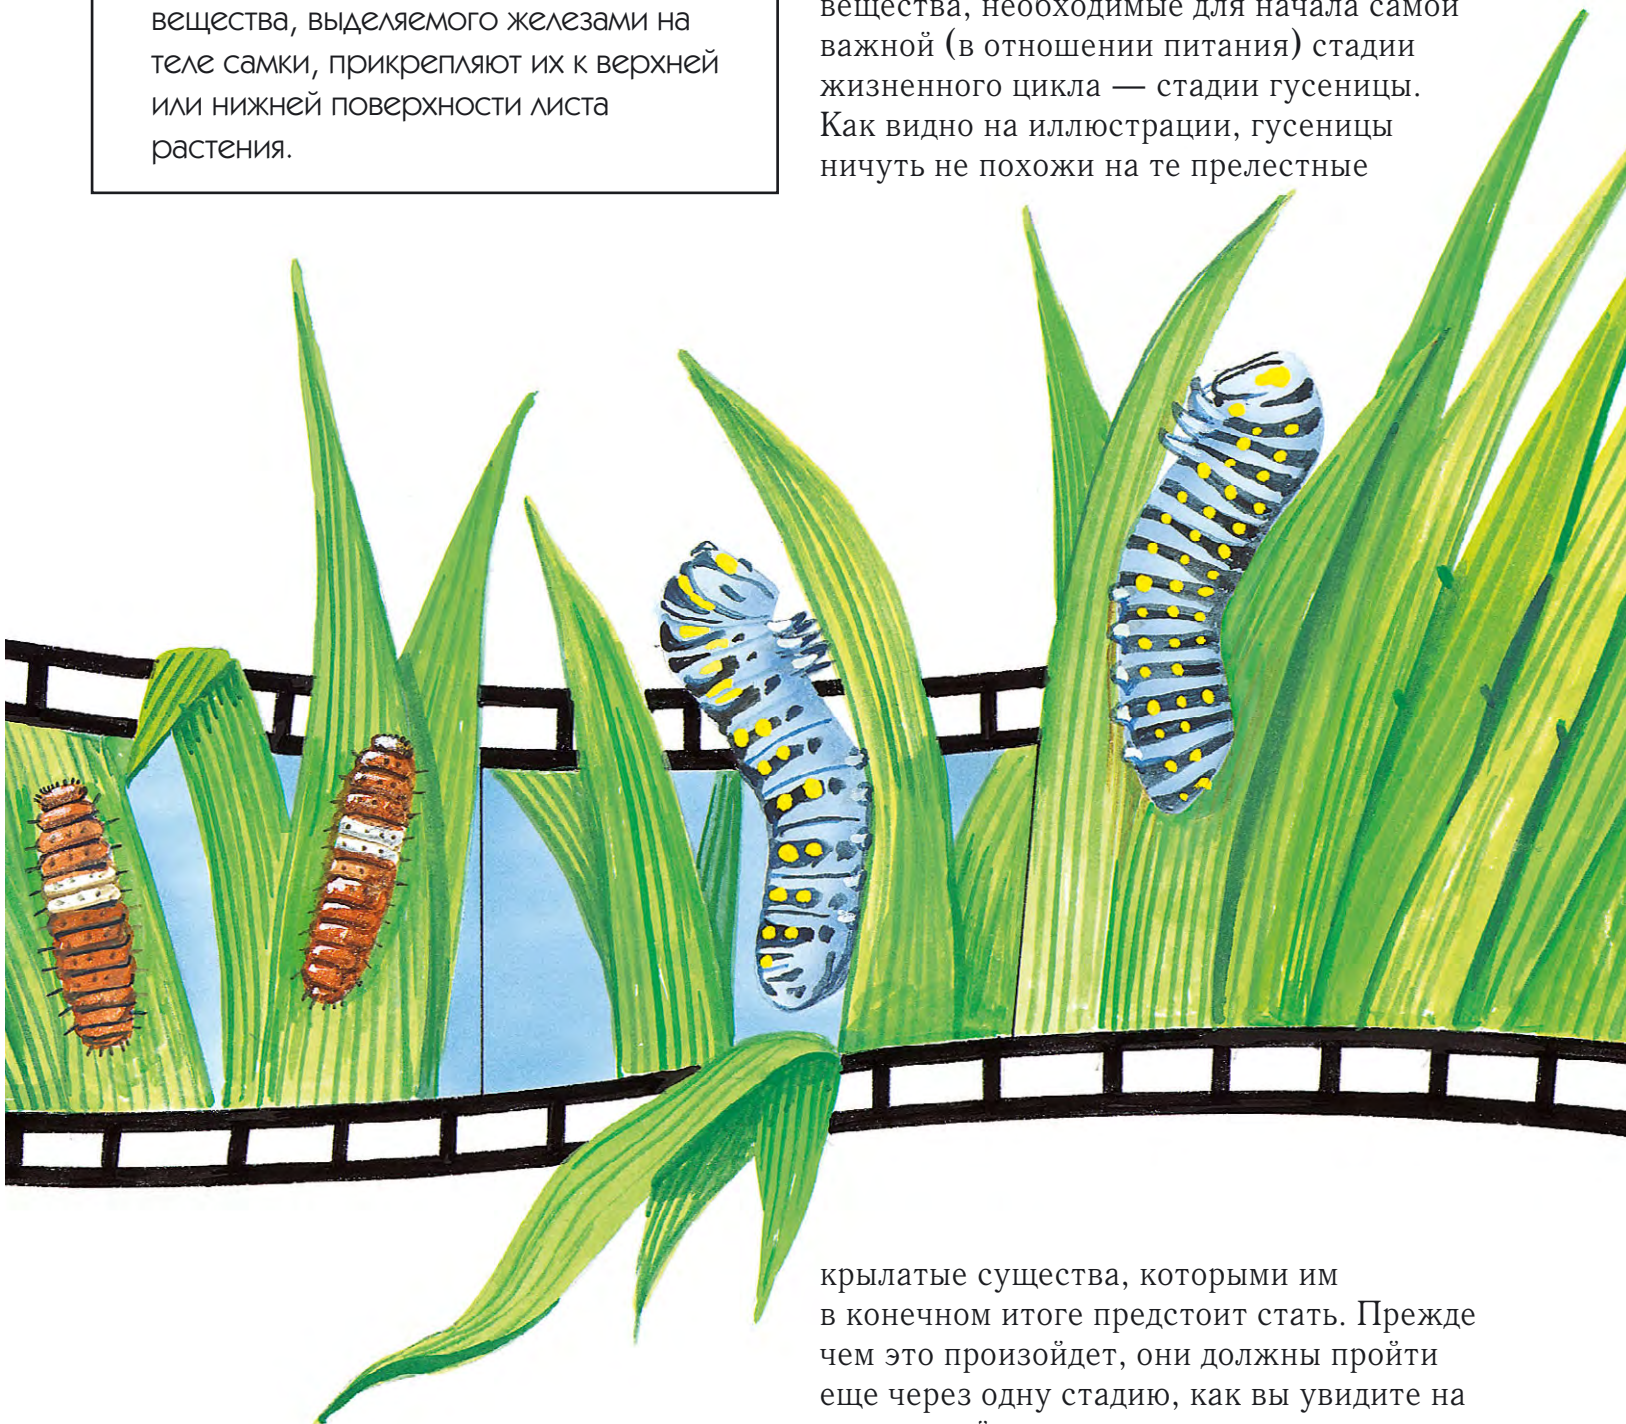 вещества, выделяемого железами на
теле самки, прикрепляют их к верхней
или нижней поверхности листа
растения.
вещества, необходимые для начала самой
важной (в отношении питания) стадии
жизненного цикла — стадии гусеницы.
Как видно на иллюстрации, гусеницы
ничуть не похожи на те прелестные
крылатые существа, которыми им
в конечном итоге предстоит стать. Прежде
чем это произойдет, они должны пройти
еще через одну стадию, как вы увидите на